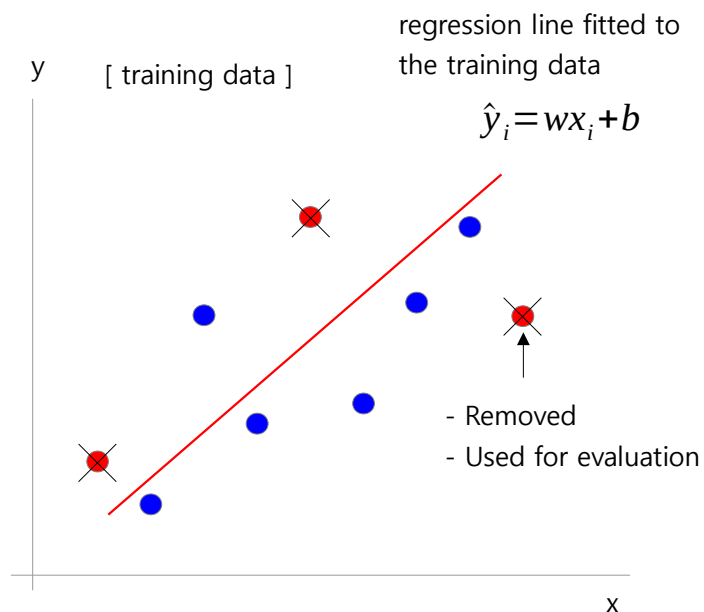 regression line fitted to
the training data
y
[ training data ]
ŷᵢ=wxᵢ+b
- Removed
- Used for evaluation
x